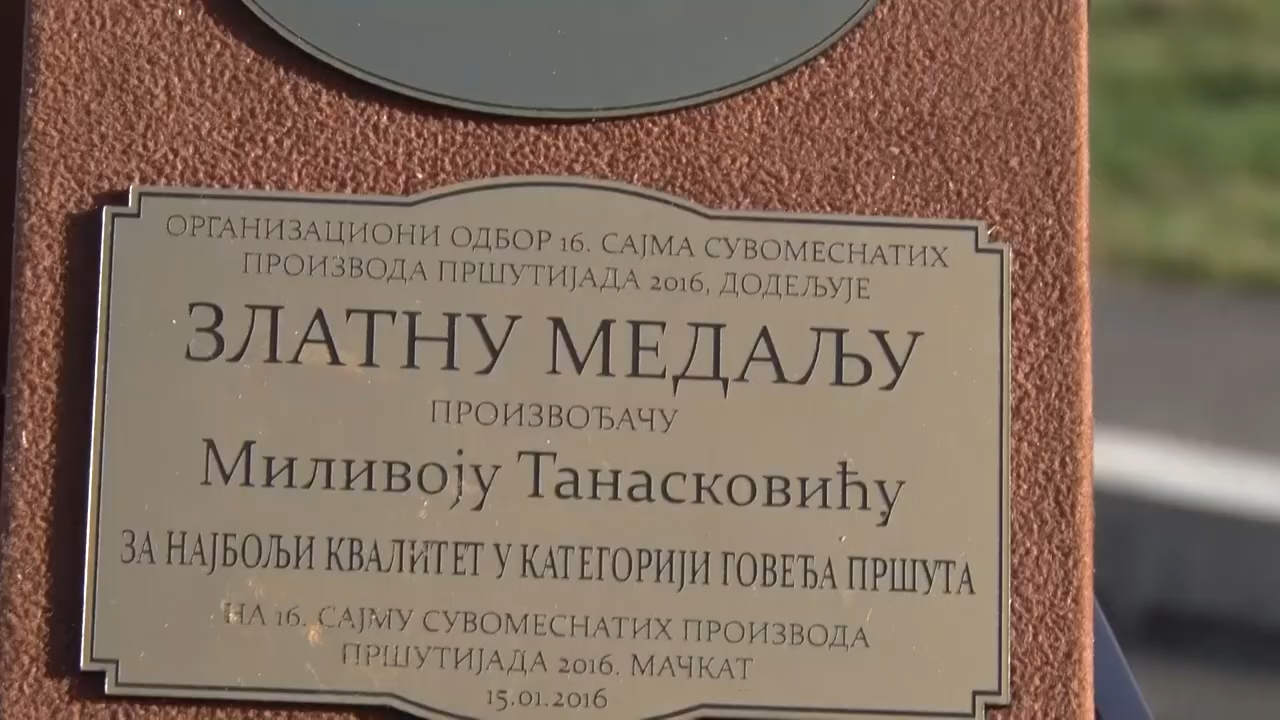 ОРГАНИЗАЦИОНИ ОДБОР 16. САЈМА СУВОМЕСНАТИХ
ПРОИЗВОДА ПРШУТИЈАДА 2016, ДОДЕЉУЈЕ
ЗЛАТНУ МЕДАЉУ
ПРОИЗВОЂАЧУ
Миливоју Танасковићу
ЗА НАЈБОЉИ КВАЛИТЕТ У КАТЕГОРИЈИ ГОВЕЂА ПРШУТА
НА 16. САЈМУ СУВОМЕСНАТИХ ПРОИЗВОДА
ПРШУТИЈАДА 2016. МАЧКАТ
15.01.2016